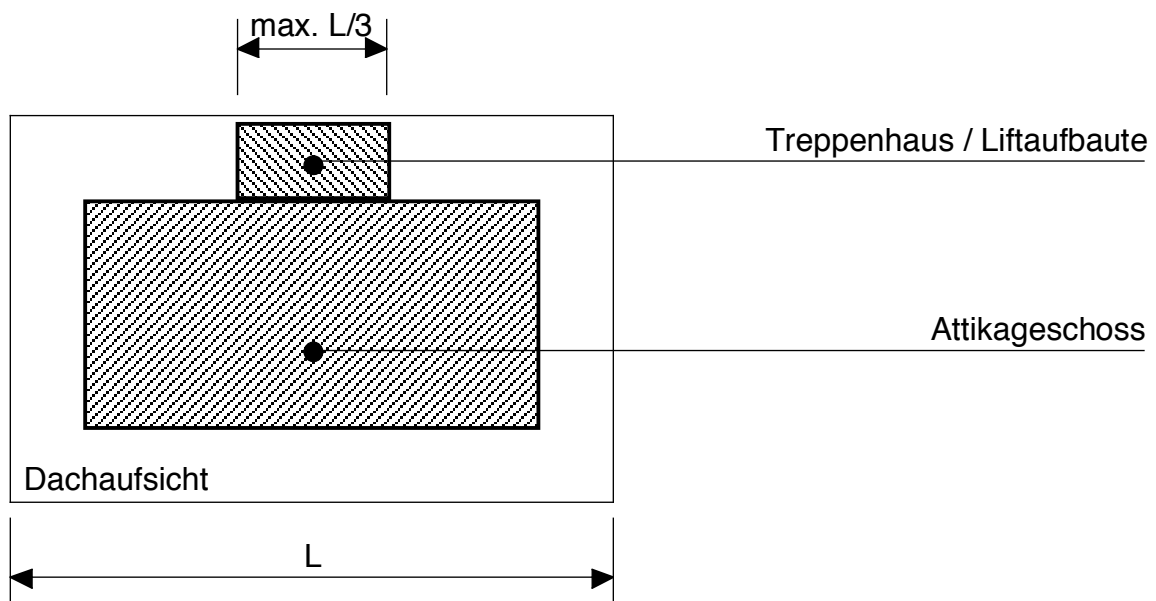 max. L/3
Treppenhaus / Liftaufbaute
Attikageschoss
Dachaufsicht
L